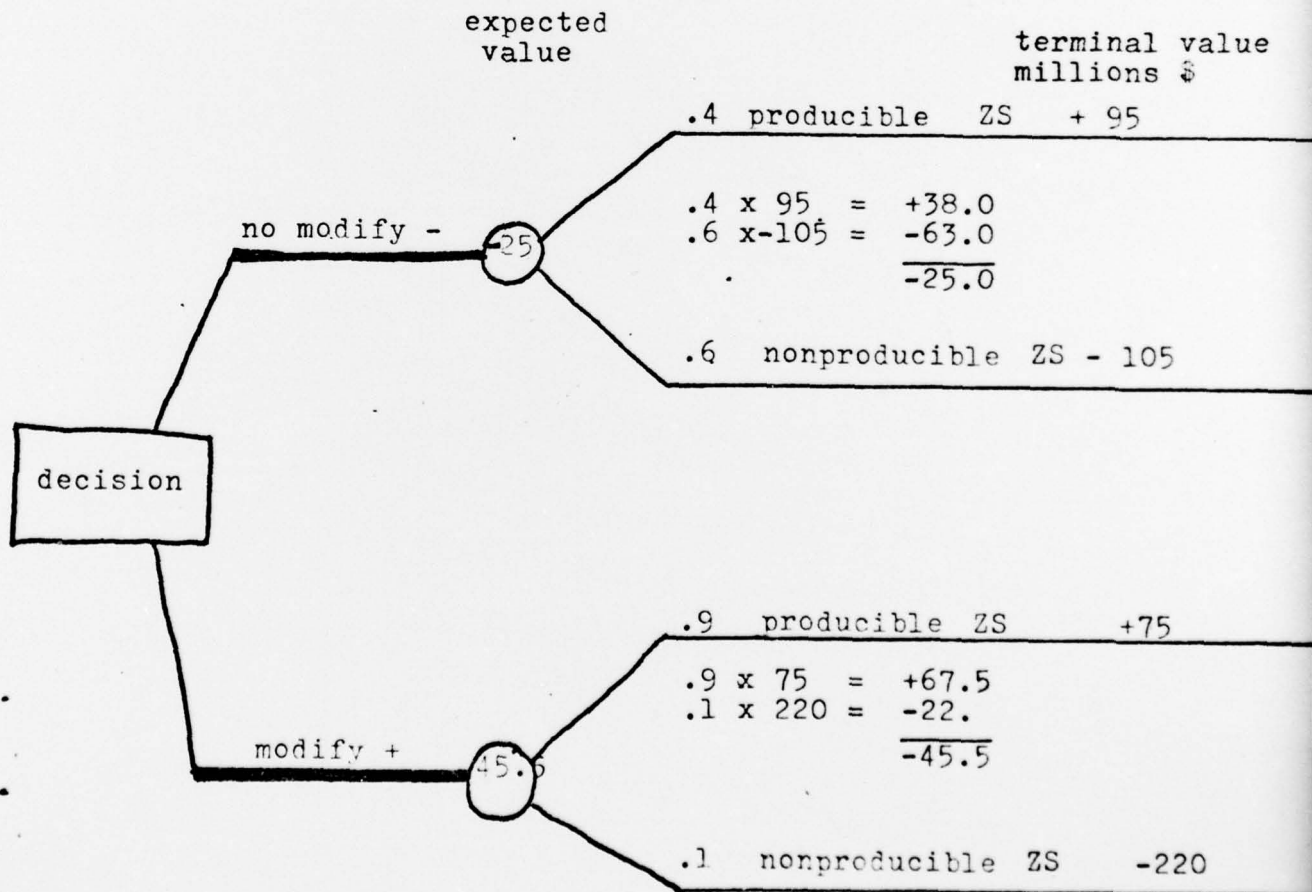 expected
value
terminal value
millions $
.4 producible ZS + 95
.4 x 95 = +38.0
.6 x-105 = -63.0
-25.0
no modify -
-25
.6 nonproducible ZS - 105
decision
.9 producible ZS +75
.9 x 75 = +67.5
.1 x 220 = -22.
-45.5
modify +
45.5
.1 nonproducible ZS -220